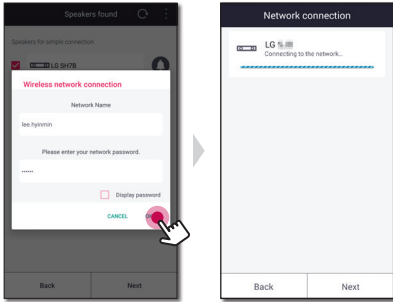 Speakers found
Speakers for simple connection
LG SH7B
Wireless network connection
Network Name
lee.hyinmin
Please enter your network password.
••••••
Display password
CANCEL
Back
Next
Network connection
LG
Connecting to the network...
Back
Next